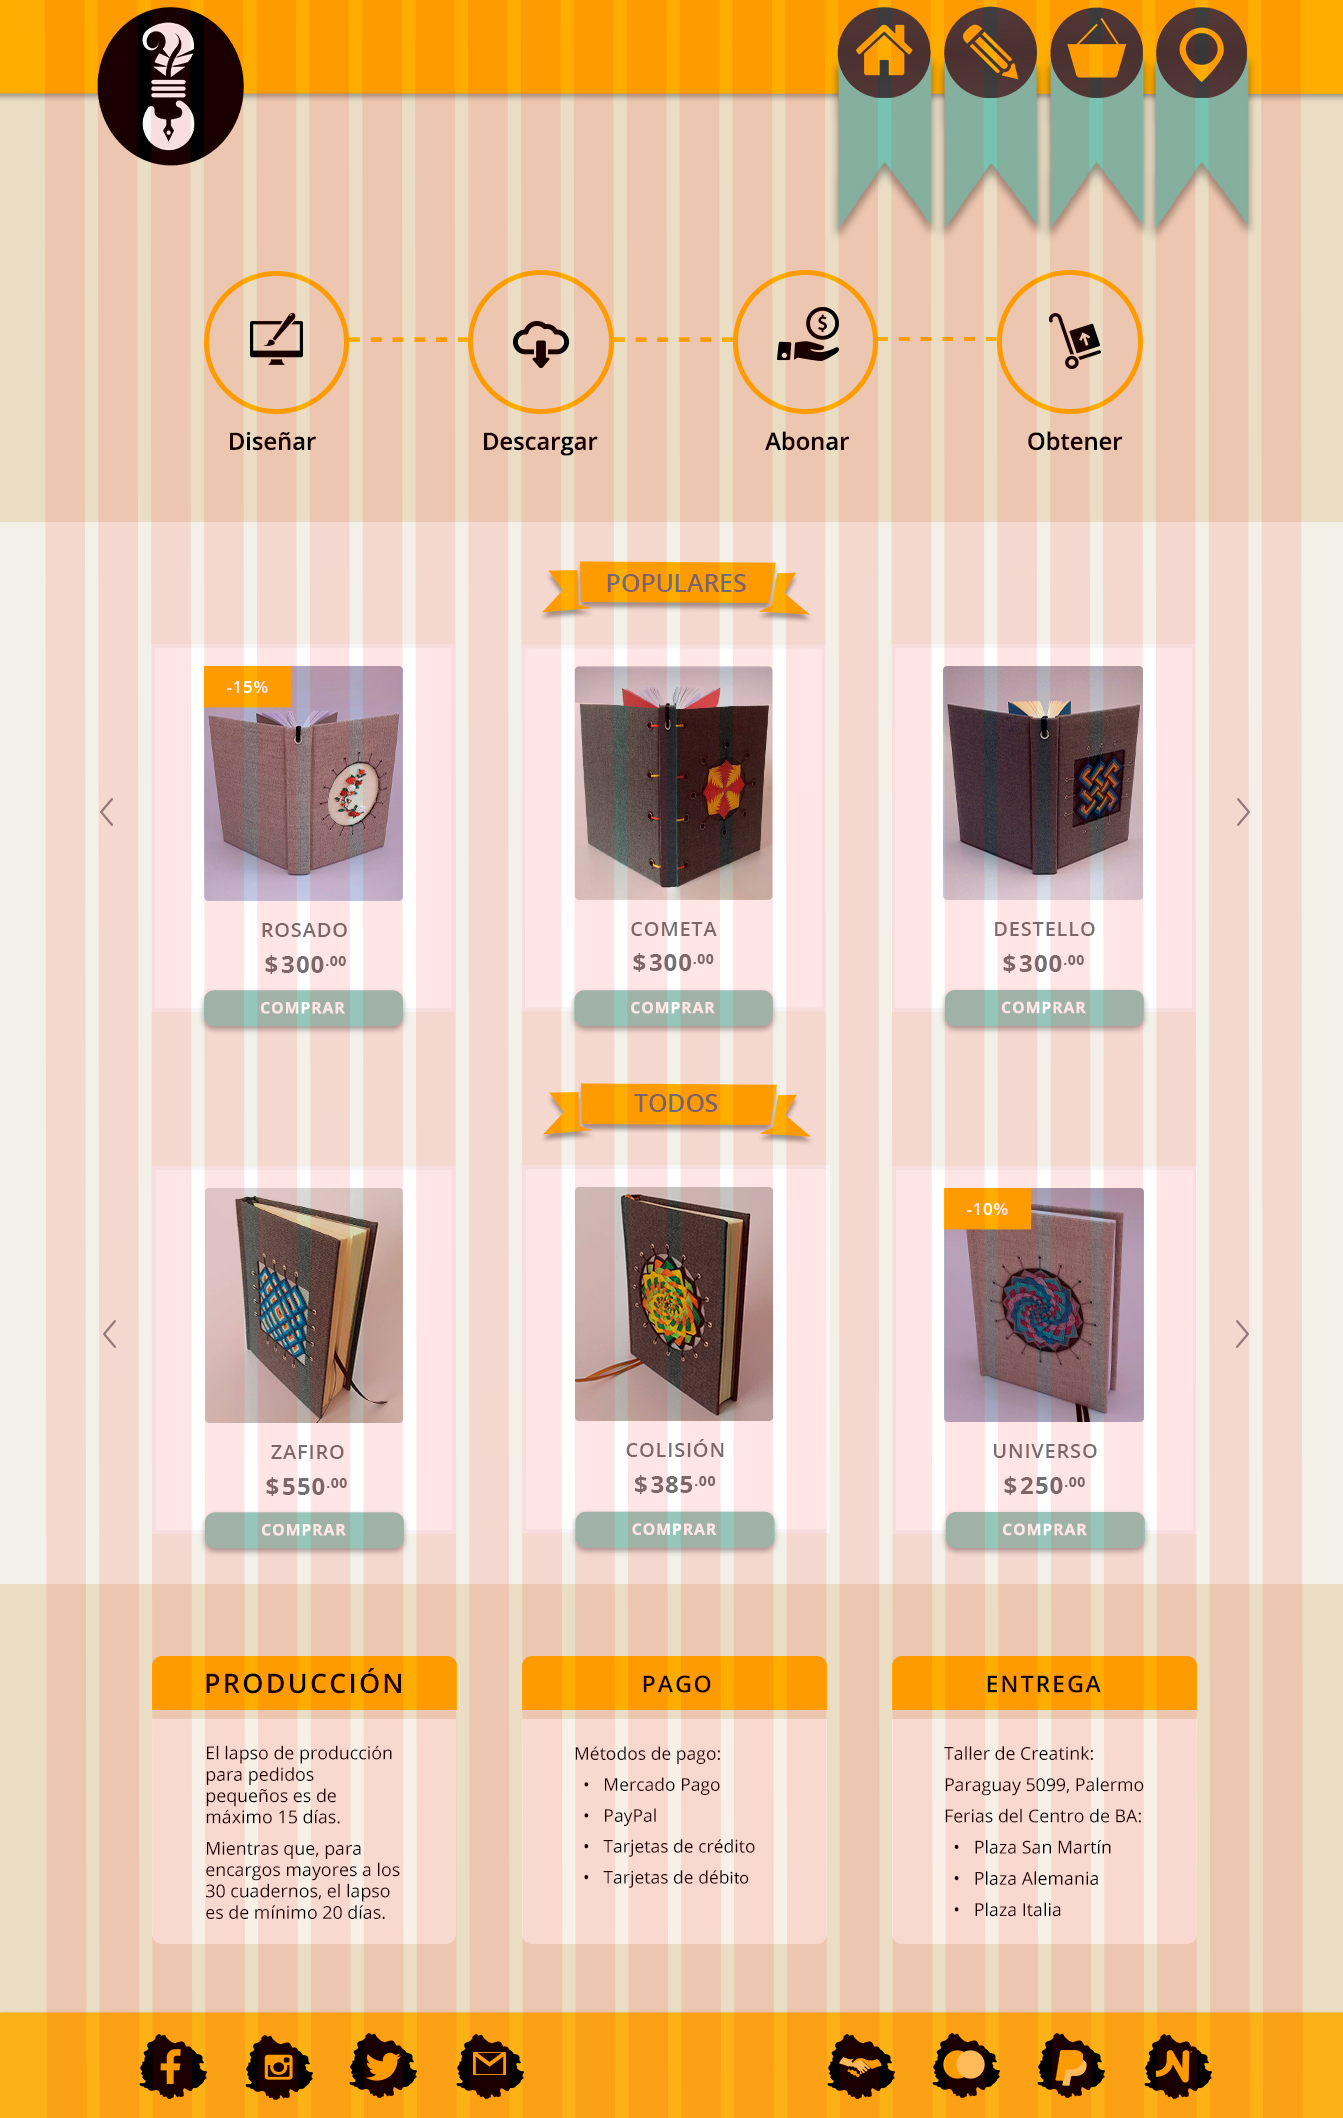 Diseñar
Descargar
Abonar
Obtener
POPULARES
-15%
ROSADO
$300.00
COMPRAR
COMETA
$300.00
COMPRAR
DESTELLO
$300.00
COMPRAR
TODOS
ZAFIRO
$550.00
COMPRAR
COLISIÓN
$385.00
COMPRAR
-10%
UNIVERSO
$250.00
COMPRAR
PRODUCCIÓN
El lapso de producción
para pedidos
pequeños es de
máximo 15 días.
Mientras que, para
encargos mayores a los
30 cuadernos, el lapso
es de mínimo 20 días.
PAGO
Métodos de pago:
• Mercado Pago
• PayPal
• Tarjetas de crédito
• Tarjetas de débito
ENTREGA
Taller de Creatink:
Paraguay 5099, Palermo
Ferias del Centro de BA:
• Plaza San Martín
• Plaza Alemania
• Plaza Italia